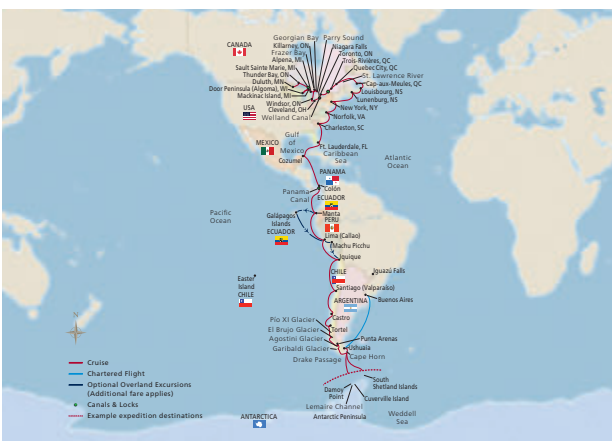 Georgian Bay
Parry Sound
CANADA
Killarney, ON
Niagara Falls
Frazer Bay
Toronto, ON
Alpena, MI
Trois-Rivières, QC
Sault Sainte Marie, MI
Quebec City, QC
Thunder Bay, ON
St. Lawrence River
Duluth, MN
Cap-aux-Meules, QC
Door Peninsula (Algoma), WI
Louisbourg, NS
Mackinac Island, MI
Lunenburg, NS
Windsor, ON
USA
Cleveland, OH
New York, NY
Welland Canal
Norfolk, VA
Charleston, SC
Gulf
of
Mexico
MEXICO
Ft. Lauderdale, FL
Cozumel
Caribbean
Sea
Atlantic
Ocean
PANAMA
Colón
Panama
Canal
ECUADOR
Pacific
Ocean
Galápagos
Islands
ECUADOR
Manta
PERU
Lima (Callao)
Machu Picchu
Iquique
Easter
Island
CHILE
CHILE
Iguazú Falls
Santiago (Valparaíso)
ARGENTINA
Buenos Aires
N
Castro
Pío XI Glacier
Tortel
El Brujo Glacier
Agostini Glacier
Punta Arenas
Garibaldi Glacier
Ushuaia
Drake Passage
Cape Horn
Cruise
Chartered Flight
Optional Overland Excursions
(Additional fare applies)
Canals & Locks
Example expedition destinations
South
Shetland Islands
Damoy
Point
Cuverville Island
Lemaire Channel
Antarctic Peninsula
Weddell
Sea
ANTARCTICA